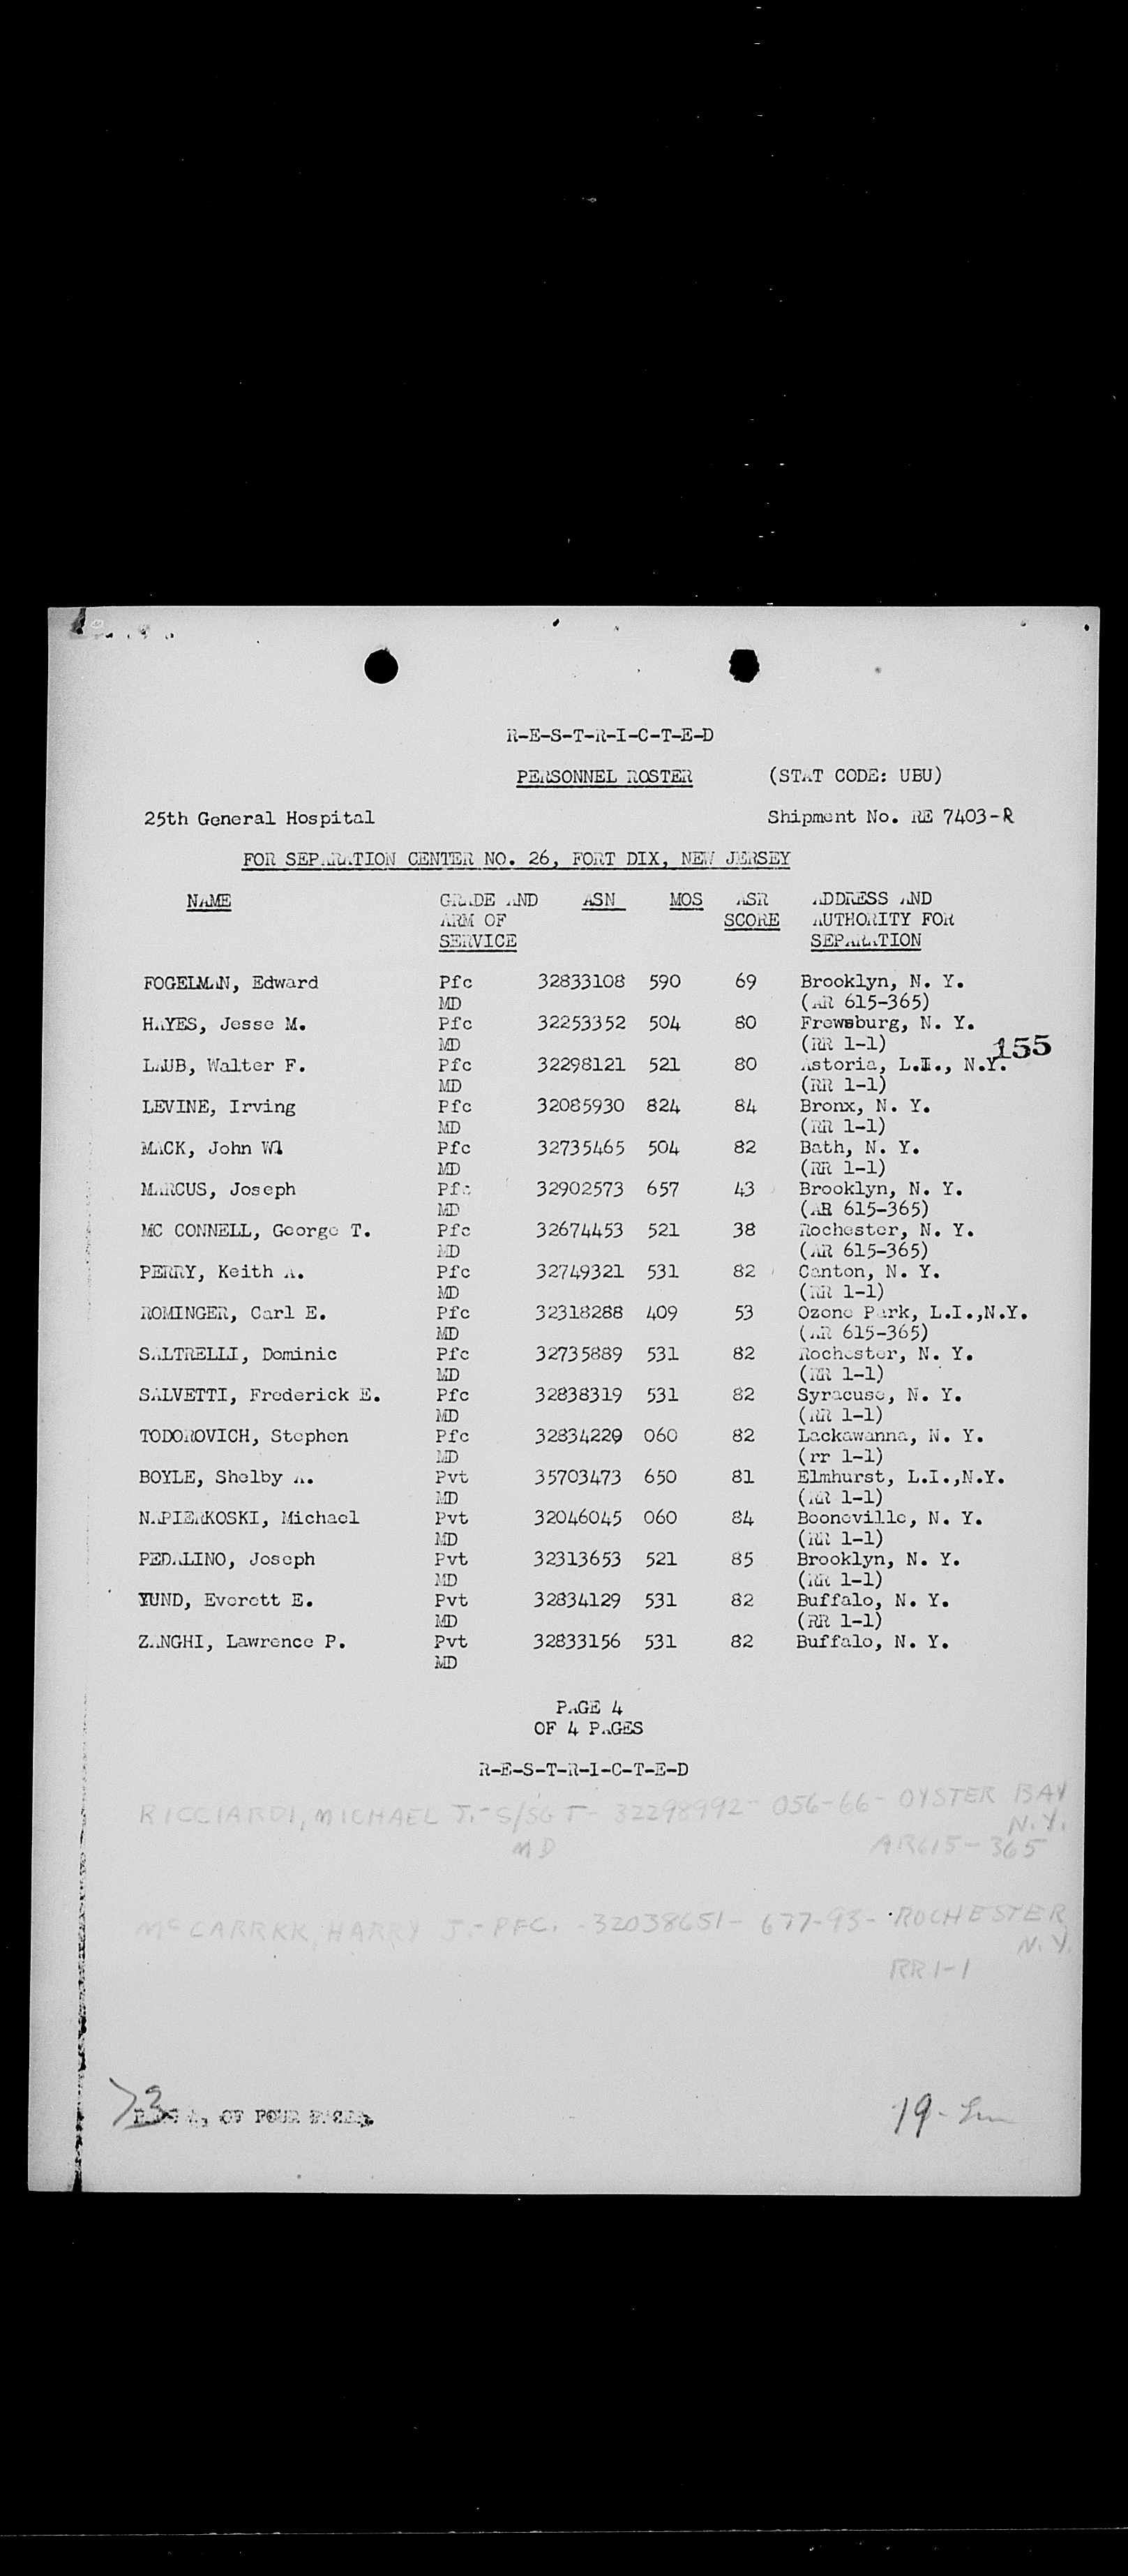 R-E-S-T-R-I-C-T-E-D
PERSONNEL ROSTER (STAT CODE: UBU)
25th General Hospital Shipment No. RE 7403-R
FOR SEPARATION CENTER NO. 26, FORT DIX, NEW JERSEY
NAME GRADE AND ASN MOS ASR ADDRESS AND
ARM OF SCORE AUTHORITY FOR
SERVICE SEPARATION
FOGELMAN, Edward Pfc 32833108 590 69 Brooklyn, N. Y.
MD (AR 615-365)
HAYES, Jesse M. Pfc 32253352 504 80 Frewsburg, N. Y.
MD (RR 1-1) 155
LAUB, Walter F. Pfc 32298121 521 80 Astoria, L.I., N.Y.
MD (RR 1-1)
LEVINE, Irving Pfc 32085930 824 84 Bronx, N. Y.
MD (RR 1-1)
MACK, John W1 Pfc 32735465 504 82 Bath, N. Y.
MD (RR 1-1)
MARCUS, Joseph Pfc 32902573 657 43 Brooklyn, N. Y.
MD (AR 615-365)
MC CONNELL, George T. Pfc 32674453 521 38 Rochester, N. Y.
MD (AR 615-365)
PERRY, Keith A. Pfc 32749321 531 82 Canton, N. Y.
MD (RR 1-1)
ROMINGER, Carl E. Pfc 32318288 409 53 Ozone Park, L.I.,N.Y.
MD (AR 615-365)
SALTRELLI, Dominic Pfc 32735889 531 82 Rochester, N. Y.
MD (RR 1-1)
SALVETTI, Frederick E. Pfc 32838319 531 82 Syracuse, N. Y.
MD (RR 1-1)
TODOROVICH, Stephen Pfc 32834229 060 82 Lackawanna, N. Y.
MD (rr 1-1)
BOYLE, Shelby A. Pvt 35703473 650 81 Elmhurst, L.I.,N.Y.
MD (RR 1-1)
NAPIERKOSKI, Michael Pvt 32046045 060 84 Booneville, N. Y.
MD (RR 1-1)
PEDALINO, Joseph Pvt 32313653 521 85 Brooklyn, N. Y.
MD (RR 1-1)
YUND, Everett E. Pvt 32834129 531 82 Buffalo, N. Y.
MD (RR 1-1)
ZANGHI, Lawrence P. Pvt 32833156 531 82 Buffalo, N. Y.
MD
PAGE 4
OF 4 PAGES
R-E-S-T-R-I-C-T-E-D
RICCIARDI, MICHAEL J.- S/SGT- 32298992- 056-66- OYSTER BAY
N.Y.
MD AR615-365
McCARRKK, HARRY J.- PFC. - 32038651- 677-93- ROCHESTER
N.Y.
RR 1-1
73 OF FOUR
19-